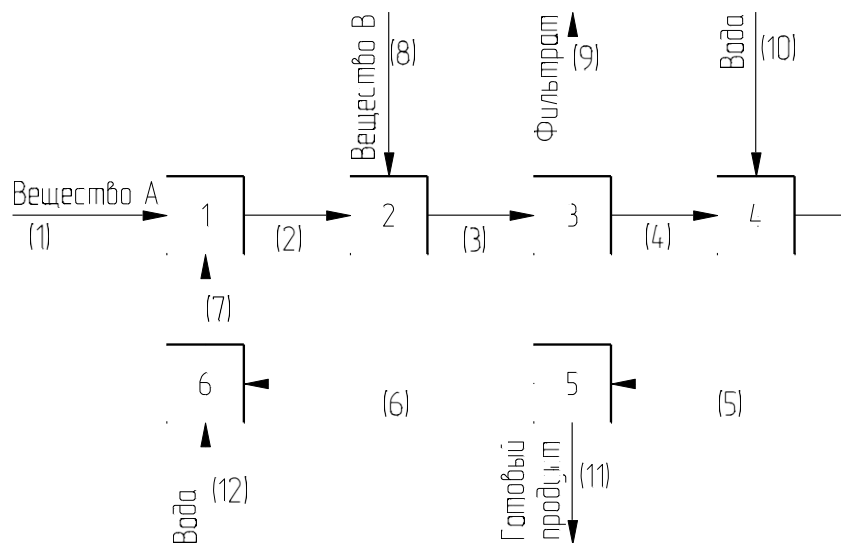 Вещество В
(8)
Фильтрат
(9)
Вода
(10)
Вещество А
(1)
1
(2)
2
(3)
3
(4)
4
(7)
6
(6)
5
(5)
Вода
(12)
Готовый
продукт
(11)